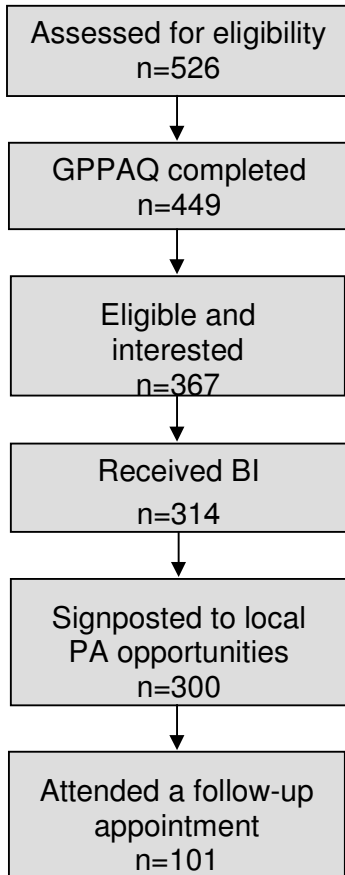 Assessed for eligibility
n=526
GPPAQ completed
n=449
Eligible and
interested
n=367
Received BI
n=314
Signposted to local
PA opportunities
n=300
Attended a follow-up
appointment
n=101